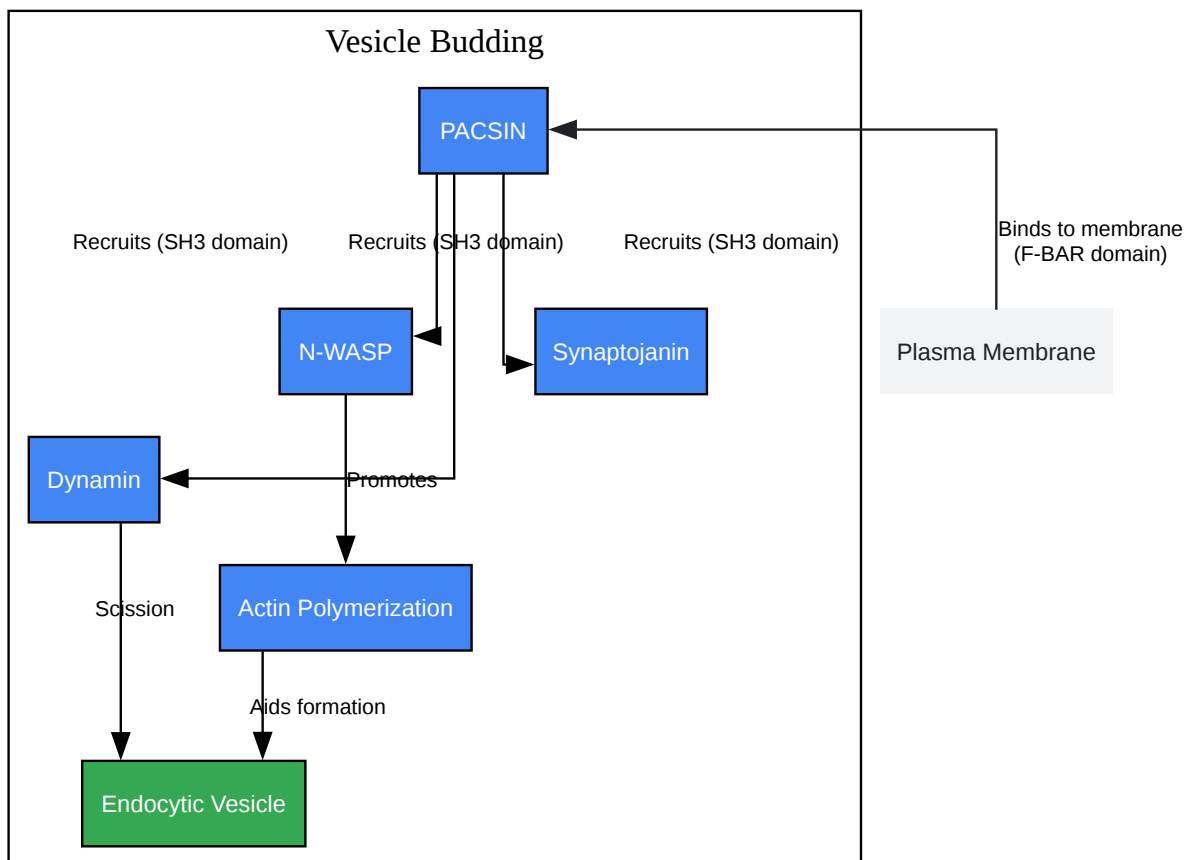 Vesicle Budding
PACSIN
Recruits (SH3 domain)
Recruits (SH3 domain)
Recruits (SH3 domain)
Binds to membrane
(F-BAR domain)
N-WASP
Synaptojanin
Plasma Membrane
Dynamin
Promotes
Scission
Actin Polymerization
Aids formation
Endocytic Vesicle